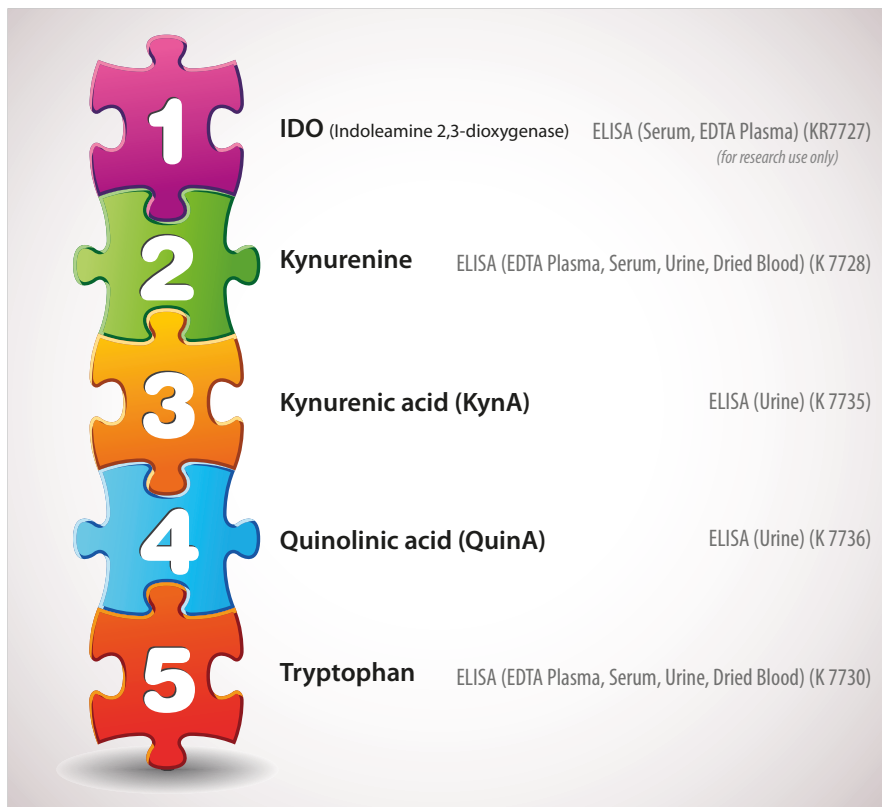 1
IDO (Indoleamine 2,3-dioxygenase) ELISA (Serum, EDTA Plasma) (KR7727)
(for research use only)
2
Kynurenine ELISA (EDTA Plasma, Serum, Urine, Dried Blood) (K 7728)
3
Kynurenic acid (KynA) ELISA (Urine) (K 7735)
4
Quinolinic acid (QuinA) ELISA (Urine) (K 7736)
5
Tryptophan ELISA (EDTA Plasma, Serum, Urine, Dried Blood) (K 7730)